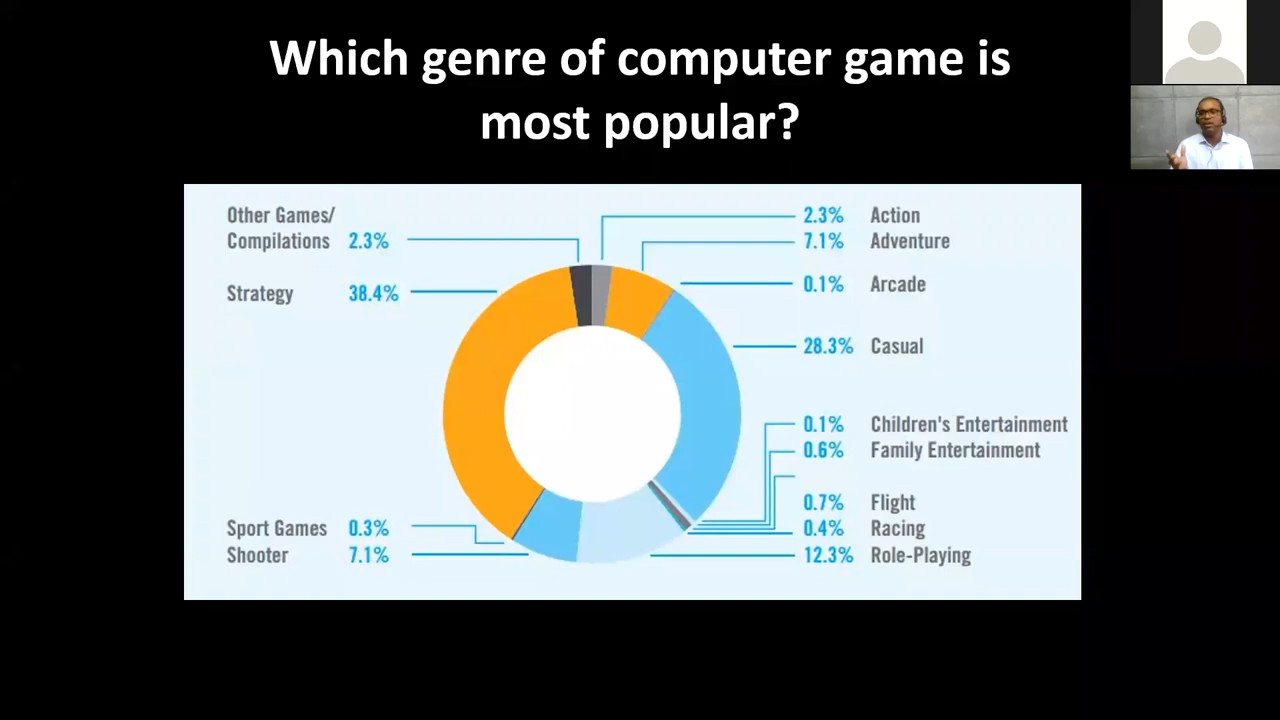 Which genre of computer game is
most popular?
Other Games/
Compilations 2.3%
Strategy 38.4%
Sport Games 0.3%
Shooter 7.1%
2.3% Action
7.1% Adventure
0.1% Arcade
28.3% Casual
0.1% Children's Entertainment
0.6% Family Entertainment
0.7% Flight
0.4% Racing
12.3% Role-Playing